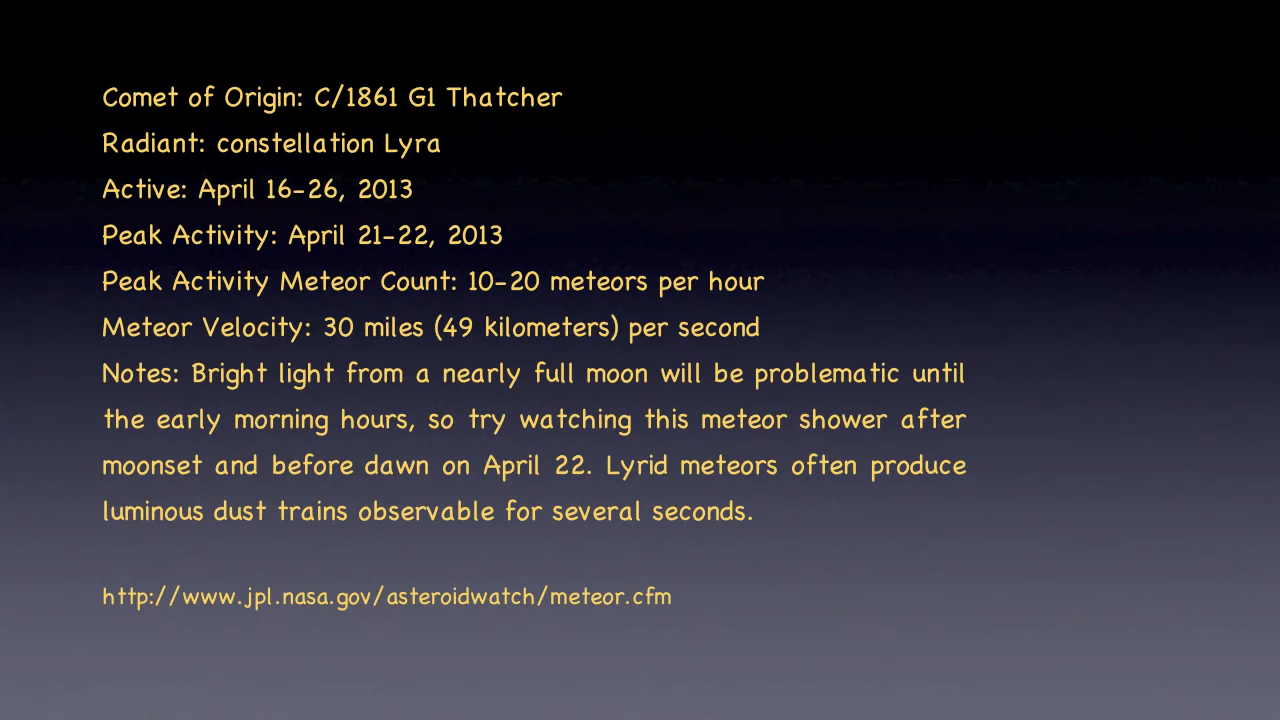 Comet of Origin: C/1861 G1 Thatcher
Radiant: constellation Lyra
Active: April 16-26, 2013
Peak Activity: April 21-22, 2013
Peak Activity Meteor Count: 10-20 meteors per hour
Meteor Velocity: 30 miles (49 kilometers) per second
Notes: Bright light from a nearly full moon will be problematic until
the early morning hours, so try watching this meteor shower after
moonset and before dawn on April 22. Lyrid meteors often produce
luminous dust trains observable for several seconds.
http://www.jpl.nasa.gov/asteroidwatch/meteor.cfm